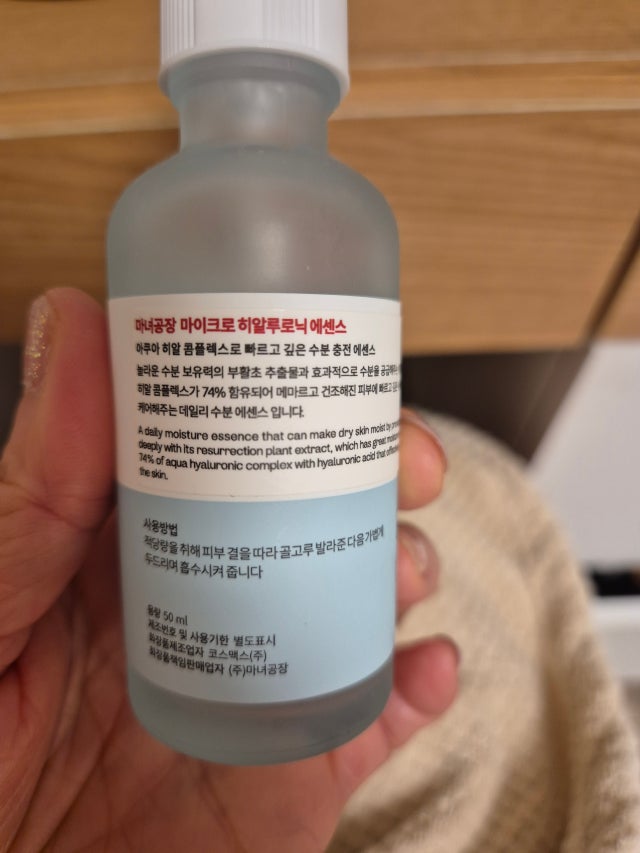 마녀공장 마이크로 히알루로닉 에센스
아쿠아 히알 콤플렉스로 빠르고 깊은 수분 충전 에센스
놀라운 수분 보유력의 부활초 추출물과 효과적으로 수분을
히알 콤플렉스가 74% 함유되어 메마르고 건조해진 피부에 빠르고
케어해주는 데일리 수분 에센스 입니다.
A daily moisture essence that can make dry skin moist by
deeply with its resurrection plant extract, which has great
74% of aqua hyaluronic complex with hyaluronic acid that
the skin.
사용방법
적당량을 취해 피부 결을 따라 골고루 발라준 다음 가볍게
두드리며 흡수시켜 줍니다
용량 50 ml
제조번호 및 사용기한 별도표시
화장품제조업자 코스맥스(주)
화장품책임판매업자 (주)마녀공장